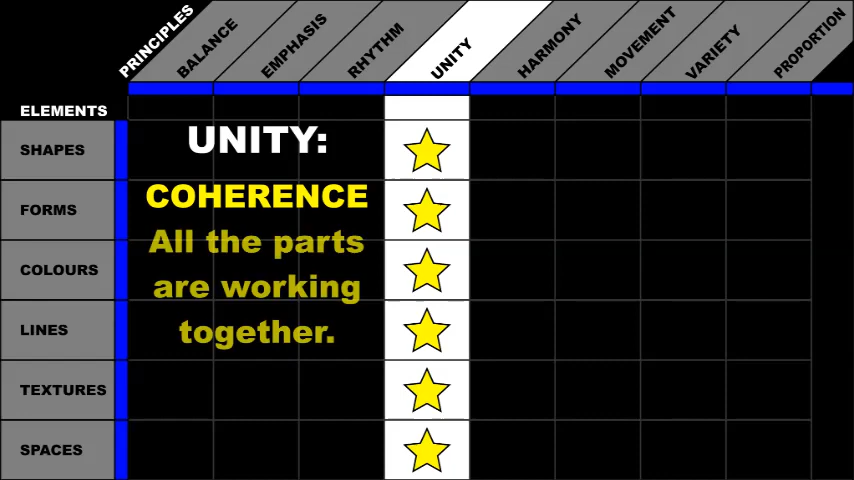 PRINCIPLES
BALANCE
EMPHASIS
RHYTHM
UNITY
HARMONY
MOVEMENT
VARIETY
PROPORTION
ELEMENTS
SHAPES
FORMS
COLOURS
LINES
TEXTURES
SPACES
UNITY:
COHERENCE
All the parts
are working
together.